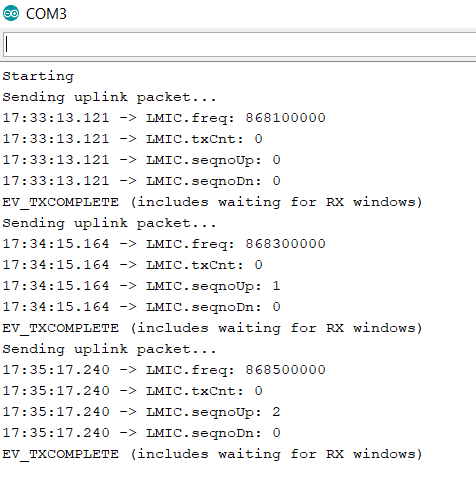 COM3
Starting
Sending uplink packet...
17:33:13.121 -> LMIC.freq: 868100000
17:33:13.121 -> LMIC.txCnt: 0
17:33:13.121 -> LMIC.seqnoUp: 0
17:33:13.121 -> LMIC.seqnoDn: 0
EV_TXCOMPLETE (includes waiting for RX windows)
Sending uplink packet...
17:34:15.164 -> LMIC.freq: 868300000
17:34:15.164 -> LMIC.txCnt: 0
17:34:15.164 -> LMIC.seqnoUp: 1
17:34:15.164 -> LMIC.seqnoDn: 0
EV_TXCOMPLETE (includes waiting for RX windows)
Sending uplink packet...
17:35:17.240 -> LMIC.freq: 868500000
17:35:17.240 -> LMIC.txCnt: 0
17:35:17.240 -> LMIC.seqnoUp: 2
17:35:17.240 -> LMIC.seqnoDn: 0
EV_TXCOMPLETE (includes waiting for RX windows)